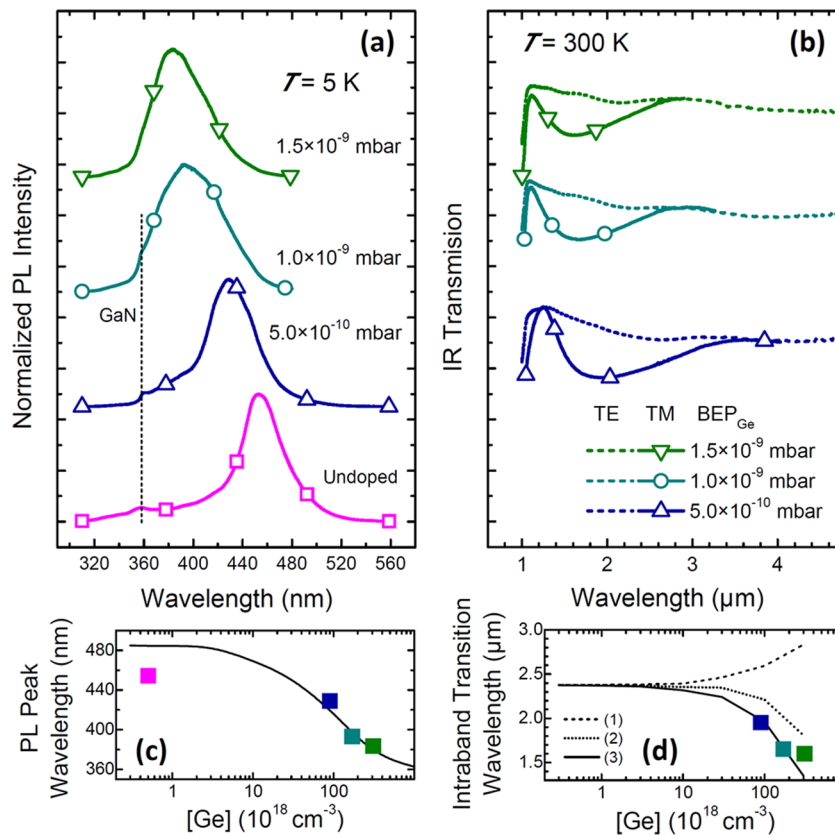 (a)
T = 5 K
1.5×10⁻⁹ mbar
1.0×10⁻⁹ mbar
GaN
5.0×10⁻¹⁰ mbar
Undoped
Normalized PL Intensity
320 360 400 440 480 520 560
Wavelength (nm)
(b)
T = 300 K
IR Transmision
TE TM BEP_Ge
1.5×10⁻⁹ mbar
1.0×10⁻⁹ mbar
5.0×10⁻¹⁰ mbar
1 2 3 4
Wavelength (µm)
PL Peak
Wavelength (nm)
480
440
400
360
(c)
1 10 100
[Ge] (10¹⁸ cm⁻³)
Intraband Transition
Wavelength (µm)
3.0
2.5
2.0
1.5
(1)
(2)
(3)
(d)
1 10 100
[Ge] (10¹⁸ cm⁻³)